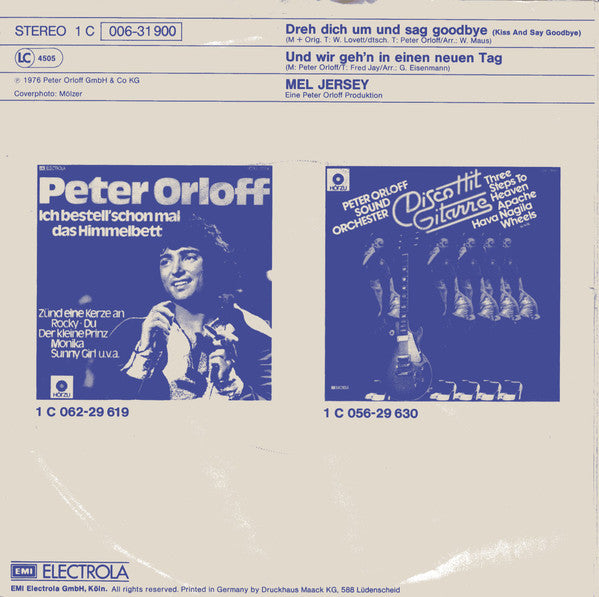 STEREO 1 C 006-31 900
LC 4505
℗ 1976 Peter Orloff GmbH & Co KG
Coverphoto: Mölzer
Dreh dich um und sag goodbye (Kiss And Say Goodbye)
(M + Orig. T: W. Lovett/dtsch. T: Peter Orloff/Arr.: W. Maus)
Und wir geh'n in einen neuen Tag
(M: Peter Orloff/T: Fred Jay/Arr.: G. Eisenmann)
MEL JERSEY
Eine Peter Orloff Produktion
EMI ELECTROLA
Peter Orloff
Ich bestell' schon mal
das Himmelbett
Zünd eine Kerze an
Rocky · Du
Der kleine Prinz
Monika
Sunny Girl u.v.a.
HÖRZU
1 C 062-29 619
HÖRZU
PETER ORLOFF
SOUND
ORCHESTER
Disco Hit
Gitarre
Three
Steps To
Heaven
Apache
Hava Nagila
Wheels
1 C 056-29 630
EMI ELECTROLA
EMI Electrola GmbH, Köln. All rights reserved. Printed in Germany by Druckhaus Maack KG, 588 Lüdenscheid